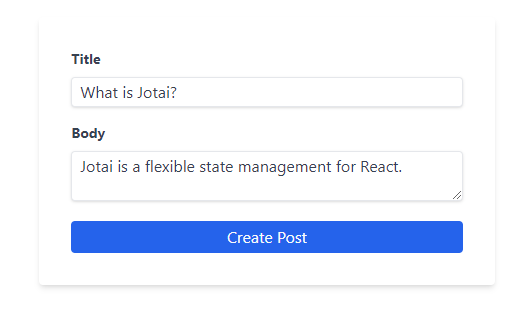 Title
What is Jotai?
Body
Jotai is a flexible state management for React.
Create Post